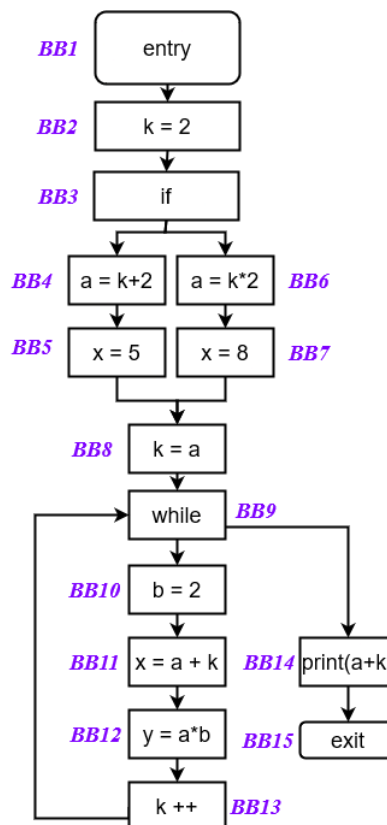 BB1 entry
BB2 k = 2
BB3 if
BB4 a = k+2 a = k*2 BB6
BB5 x = 5 x = 8 BB7
BB8 k = a
while BB9
BB10 b = 2
BB11 x = a + k BB14 print(a+k
BB12 y = a*b BB15 exit
k ++ BB13